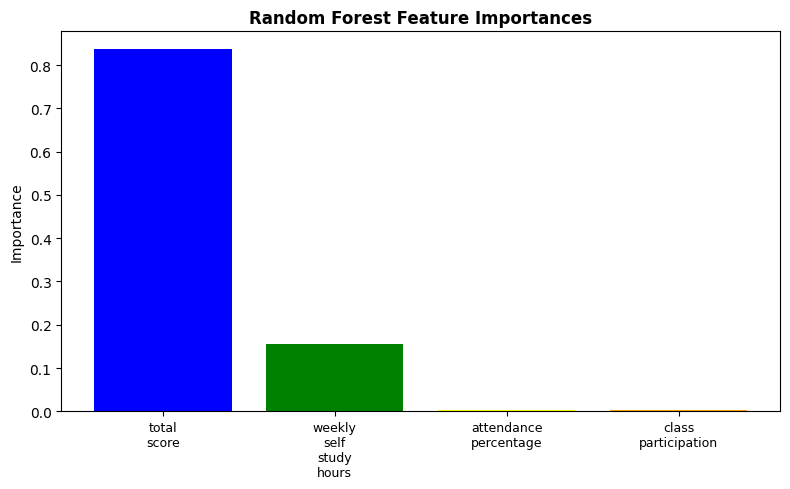 Random Forest Feature Importances
Importance
0.8
0.7
0.6
0.5
0.4
0.3
0.2
0.1
0.0
total
score
weekly
self
study
hours
attendance
percentage
class
participation